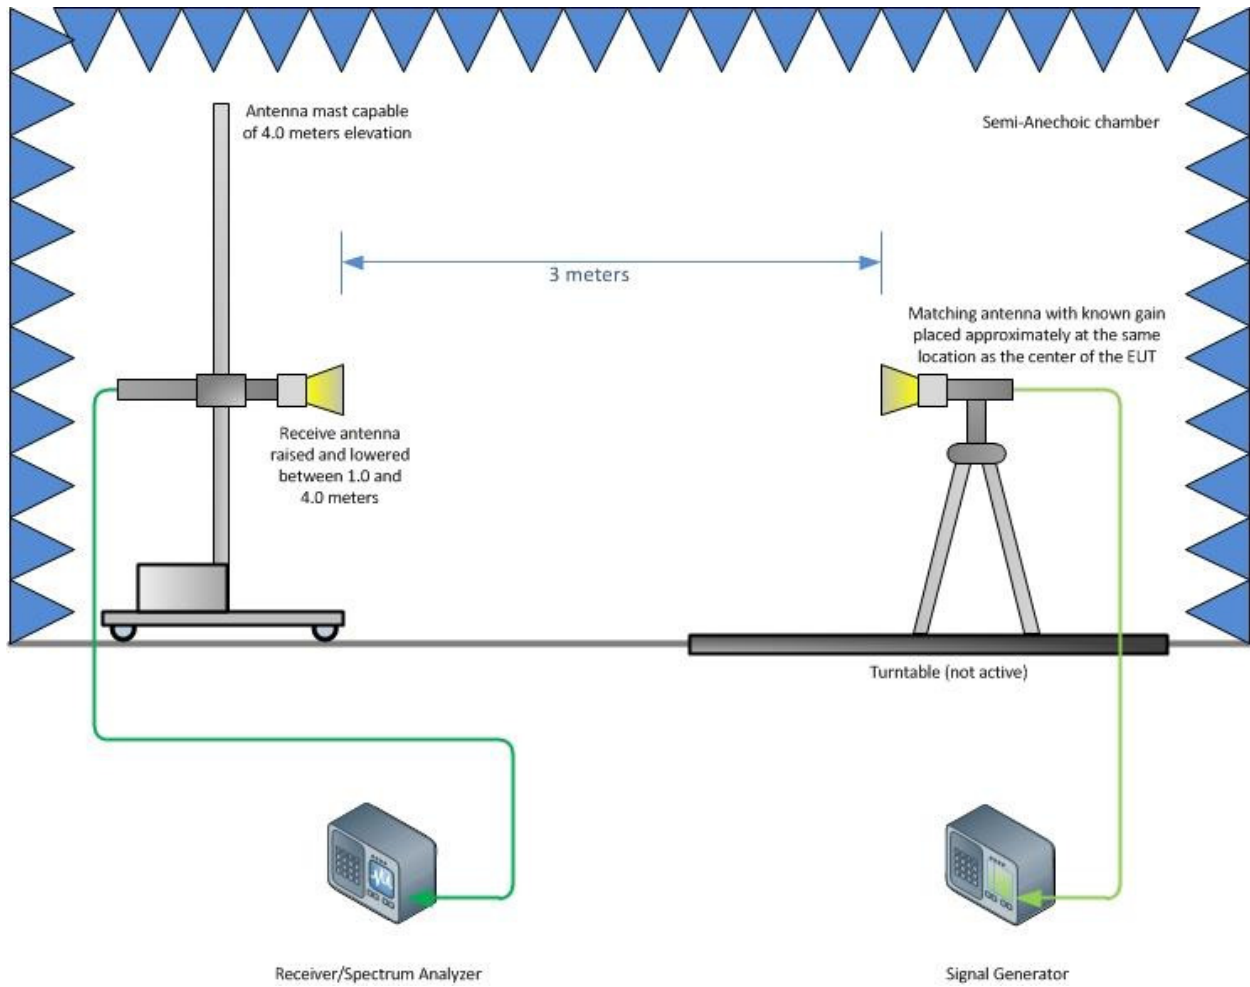 Antenna mast capable
of 4.0 meters elevation
Semi-Anechoic chamber
3 meters
Matching antenna with known gain
placed approximately at the same
location as the center of the EUT
Receive antenna
raised and lowered
between 1.0 and
4.0 meters
Turntable (not active)
Receiver/Spectrum Analyzer
Signal Generator